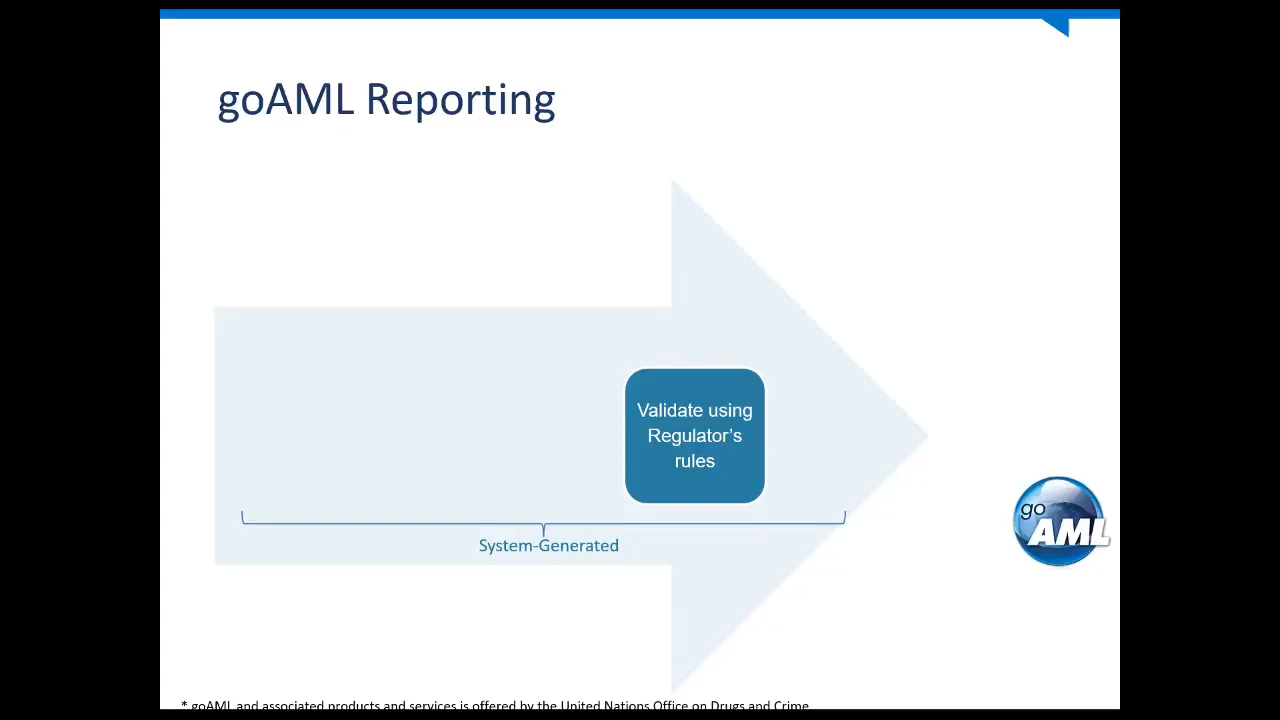 goAML Reporting
Validate using
Regulator's
rules
System-Generated
go
AML
* goAML and associated products and services is offered by the United Nations Office on Drugs and Crime